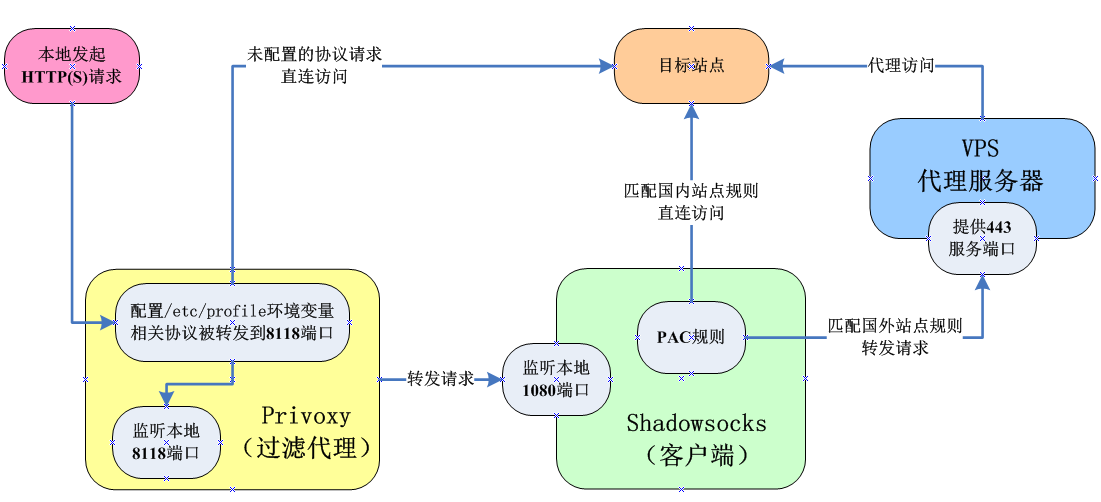 本地发起
HTTP(S)请求
未配置的协议请求
直连访问
目标站点
代理访问
VPS
代理服务器
提供443
服务端口
匹配国内站点规则
直连访问
配置/etc/profile环境变量
相关协议被转发到8118端口
监听本地
8118端口
Privoxy
(过滤代理)
转发请求
监听本地
1080端口
PAC规则
Shadowsocks
(客户端)
匹配国外站点规则
转发请求